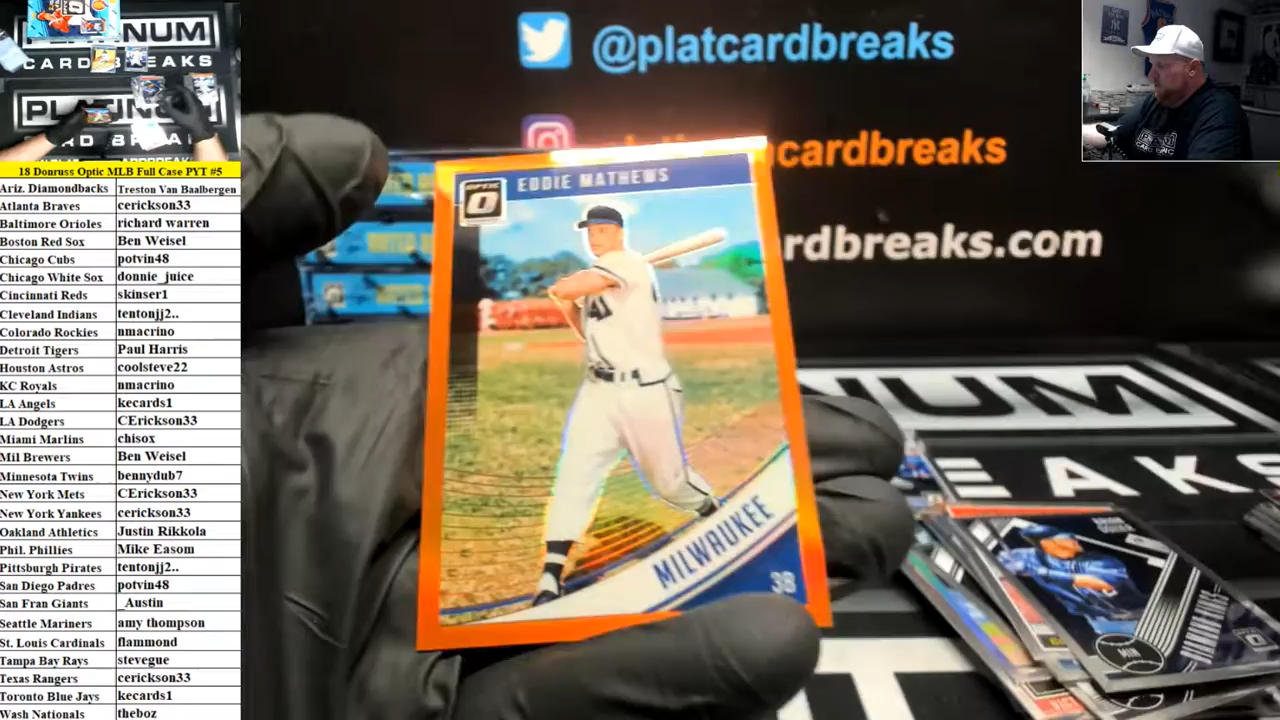 PLATINUM
CARD BREAKS
PLATINUM
18 Donruss Optic MLB Full Case PYT #5
Ariz. Diamondbacks Treston Van Baalbergen
Atlanta Braves cerickson33
Baltimore Orioles richard warren
Boston Red Sox Ben Weisel
Chicago Cubs potvin48
Chicago White Sox donnie_juice
Cincinnati Reds skinser1
Cleveland Indians tentonjj2..
Colorado Rockies nmacrino
Detroit Tigers Paul Harris
Houston Astros coolsteve22
KC Royals nmacrino
LA Angels kecards1
LA Dodgers CErickson33
Miami Marlins chisox
Mil Brewers Ben Weisel
Minnesota Twins bennydub7
New York Mets CErickson33
New York Yankees cerickson33
Oakland Athletics Justin Rikkola
Phil. Phillies Mike Easom
Pittsburgh Pirates tentonjj2..
San Diego Padres potvin48
San Fran Giants _Austin
Seattle Mariners amy thompson
St. Louis Cardinals flammond
Tampa Bay Rays stevegue
Texas Rangers cerickson33
Toronto Blue Jays kecards1
Wash Nationals theboz
@platcardbreaks
cardbreaks
rdbreaks.com
OPTIC
EDDIE MATHEWS
MILWAUKEE
3B
NUM
EAKS
MIN